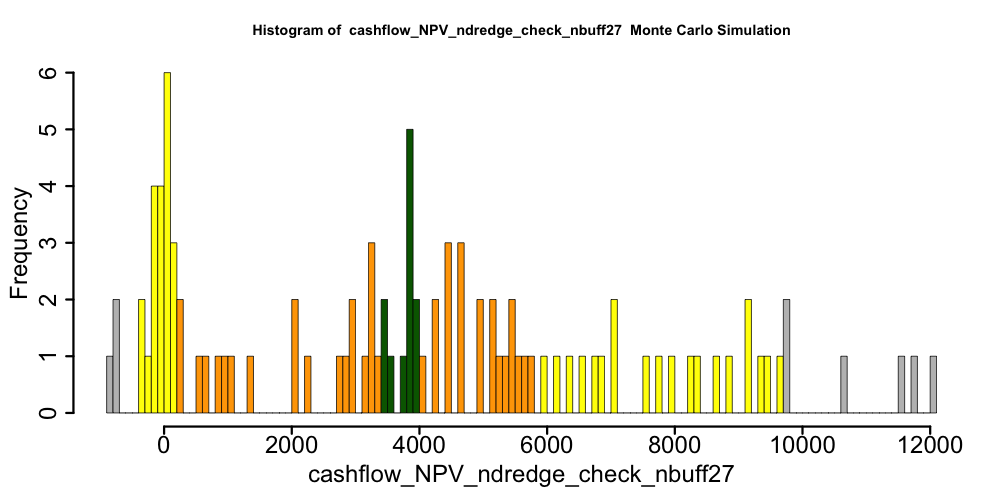 Histogram of  cashflow_NPV_ndredge_check_nbuff27  Monte Carlo Simulation
Frequency
6
5
4
3
2
1
0
0 2000 4000 6000 8000 10000 12000
cashflow_NPV_ndredge_check_nbuff27